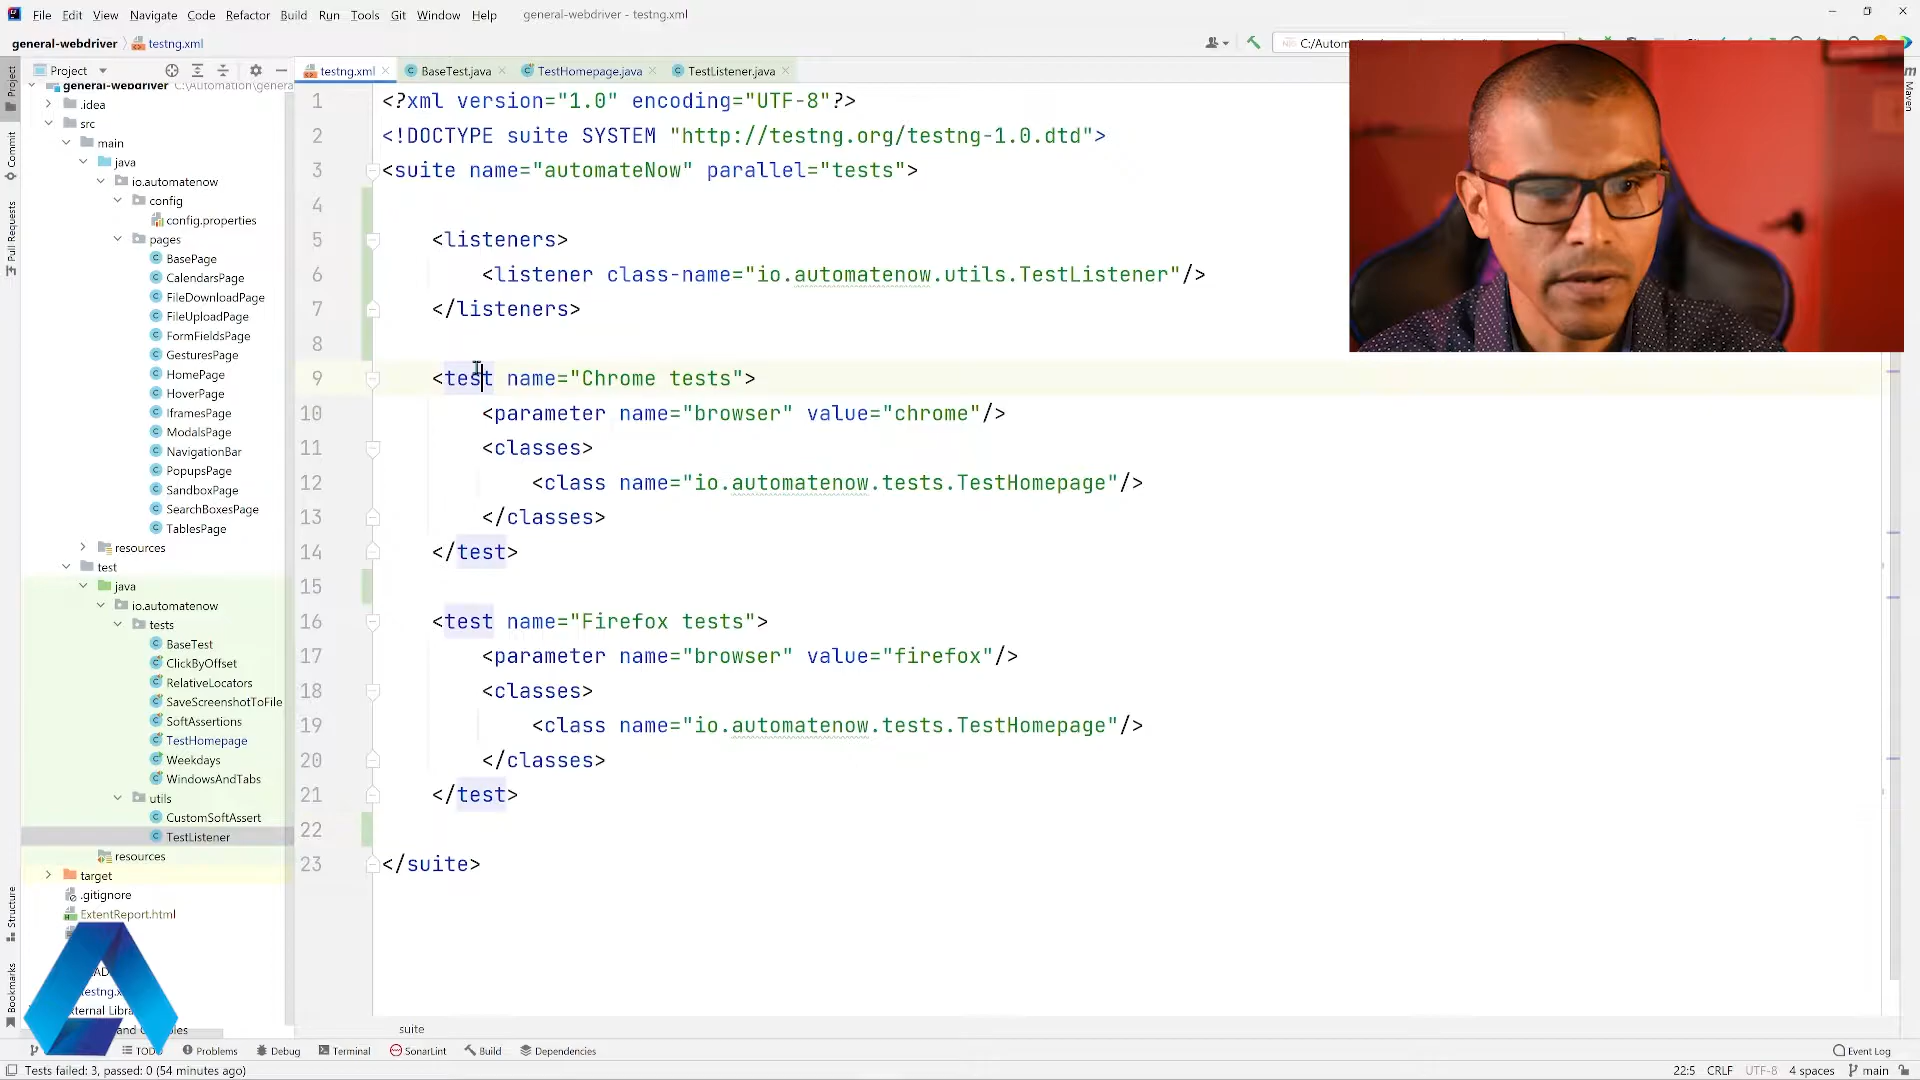 File Edit View Navigate Code Refactor Build Run Tools Git Window Help general-webdriver - testng.xml
general-webdriver testng.xml
Project
testng.xml BaseTest.java TestHomepage.java TestListener.java
Project
Commit
Pull Requests
Structure
Bookmarks
Maven
general-webdriver
.idea
src
main
java
io.automatenow
config
config.properties
pages
BasePage
CalendarsPage
FileDownloadPage
FileUploadPage
FormFieldsPage
GesturesPage
HomePage
HoverPage
IframesPage
ModalsPage
NavigationBar
PopupsPage
SandboxPage
SearchBoxesPage
TablesPage
resources
test
java
io.automatenow
tests
BaseTest
ClickByOffset
RelativeLocators
SaveScreenshotToFile
SoftAssertions
TestHomepage
Weekdays
WindowsAndTabs
utils
CustomSoftAssert
TestListener
resources
target
.gitignore
ExtentReport.html
1 <?xml version="1.0" encoding="UTF-8"?>
2 <!DOCTYPE suite SYSTEM "http://testng.org/testng-1.0.dtd">
3 <suite name="automateNow" parallel="tests">
4
5 <listeners>
6 <listener class-name="io.automatenow.utils.TestListener"/>
7 </listeners>
8
9 <test name="Chrome tests">
10 <parameter name="browser" value="chrome"/>
11 <classes>
12 <class name="io.automatenow.tests.TestHomepage"/>
13 </classes>
14 </test>
15
16 <test name="Firefox tests">
17 <parameter name="browser" value="firefox"/>
18 <classes>
19 <class name="io.automatenow.tests.TestHomepage"/>
20 </classes>
21 </test>
22
23 </suite>
suite
Problems Debug Terminal SonarLint Build Dependencies Event Log
Tests failed: 3, passed: 0 (54 minutes ago) 22:5 CRLF UTF-8 4 spaces main